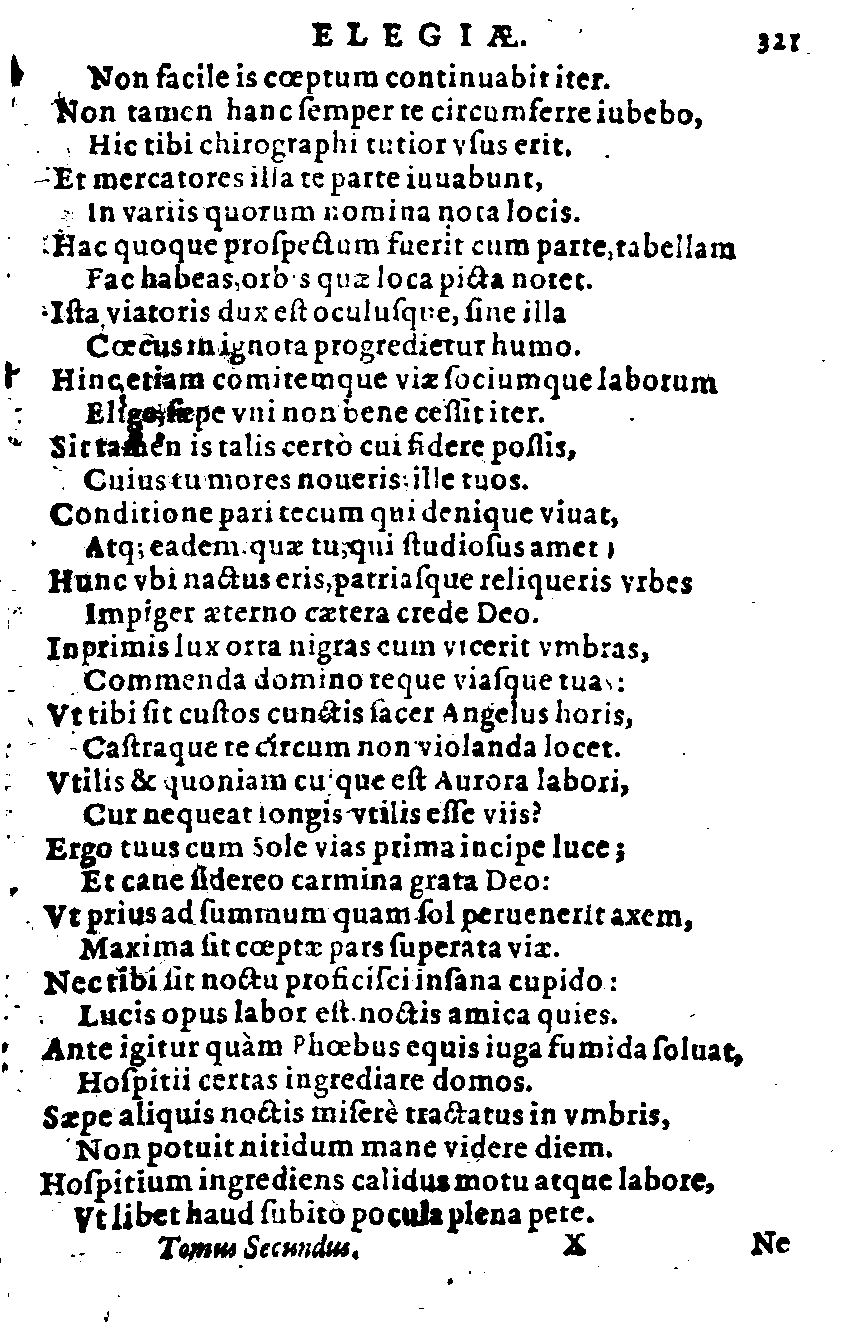 ELEGIÆ. 321
Non facile is cœptum continuabit iter.
Non tamen hanc ſemper te circumferre iubebo,
Hic tibi chirographi tutior vſus erit.
Et mercatores illa te parte iuuabunt,
In variis quorum nomina nota locis.
Hac quoque proſpectum fuerit cum parte, tabellam
Fac habeas, orbis quæ loca picta notet.
Iſta viatoris dux eſt oculuſque, ſine illa
Cœcus in ignota progredietur humo.
Hinc etiam comitemque viæ ſociumque laborum
Elige, ſæpe vni non bene ceſſit iter.
Sit tamen is talis certò cui fidere poſſis,
Cuius tu mores noueris: ille tuos.
Conditione pari tecum qui denique viuat,
Atq; eadem quæ tu, qui ſtudioſus amet;
Hunc vbi nactus eris, patriaſque reliqueris vrbes
Impiger æterno cætera crede Deo.
Inprimis lux orta nigras cum vicerit vmbras,
Commenda domino teque viaſque tuas:
Vt tibi ſit cuſtos cunctis ſacer Angelus horis,
Caſtraque te circum non violanda locet.
Vtilis & quoniam cuique eſt Aurora labori,
Cur nequeat longis vtilis eſſe viis?
Ergo tuus cum Sole vias prima incipe luce;
Et cane ſidereo carmina grata Deo:
Vt prius ad ſummum quam ſol peruenerit axem,
Maxima ſit cœptæ pars ſuperata viæ.
Nec tibi ſit noctu proficiſci inſana cupido:
Lucis opus labor eſt. noctis amica quies.
Ante igitur quàm Phœbus equis iuga fumida ſoluat,
Hoſpitii certas ingrediare domos.
Sæpe aliquis noctis miſerè tractatus in vmbris,
Non potuit nitidum mane videre diem.
Hoſpitium ingrediens calidus motu atque labore,
Vt libet haud ſubitò pocula plena pete.
Tomus Secundus. X Ne